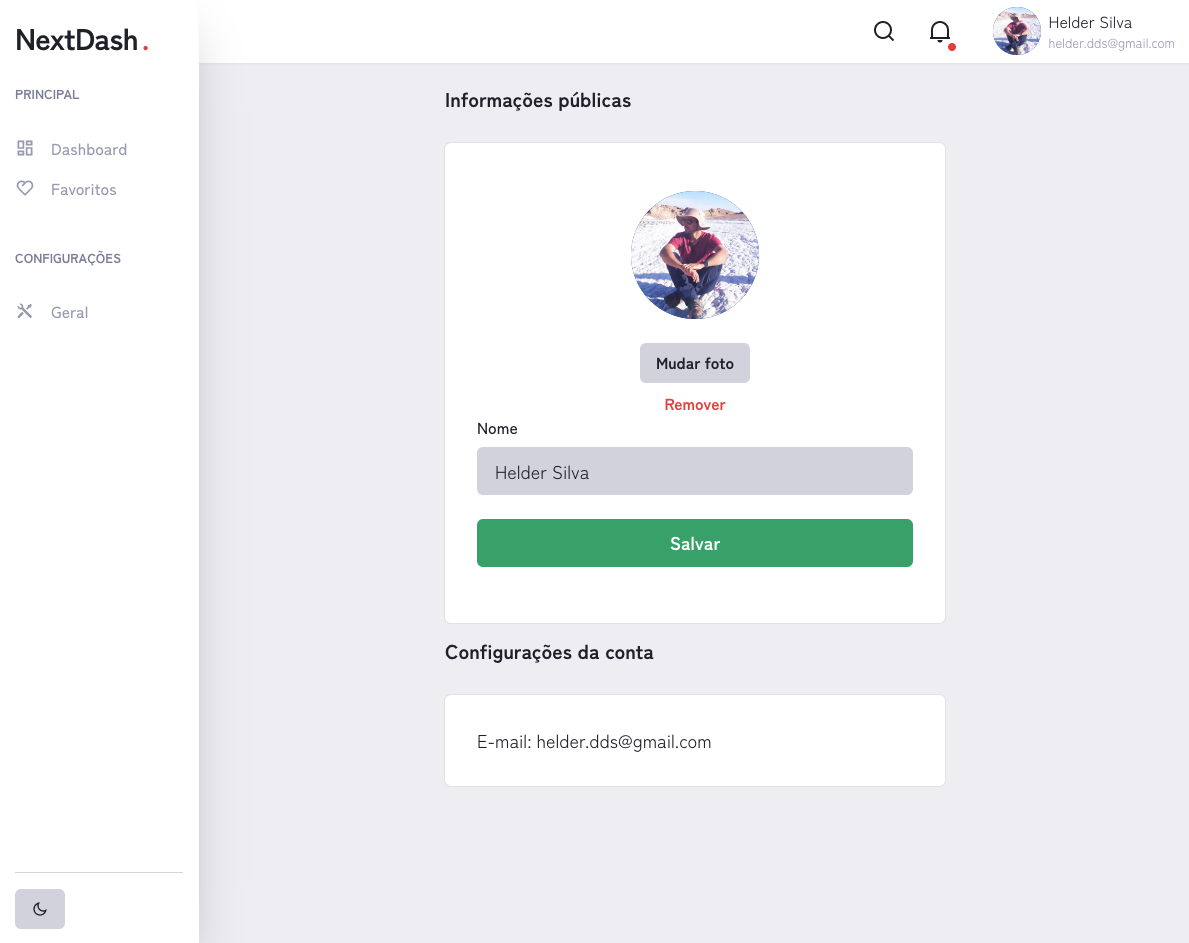 NextDash.
PRINCIPAL
Dashboard
Favoritos
CONFIGURAÇÕES
Geral
Helder Silva
helder.dds@gmail.com
Informações públicas
Mudar foto
Remover
Nome
Helder Silva
Salvar
Configurações da conta
E-mail: helder.dds@gmail.com